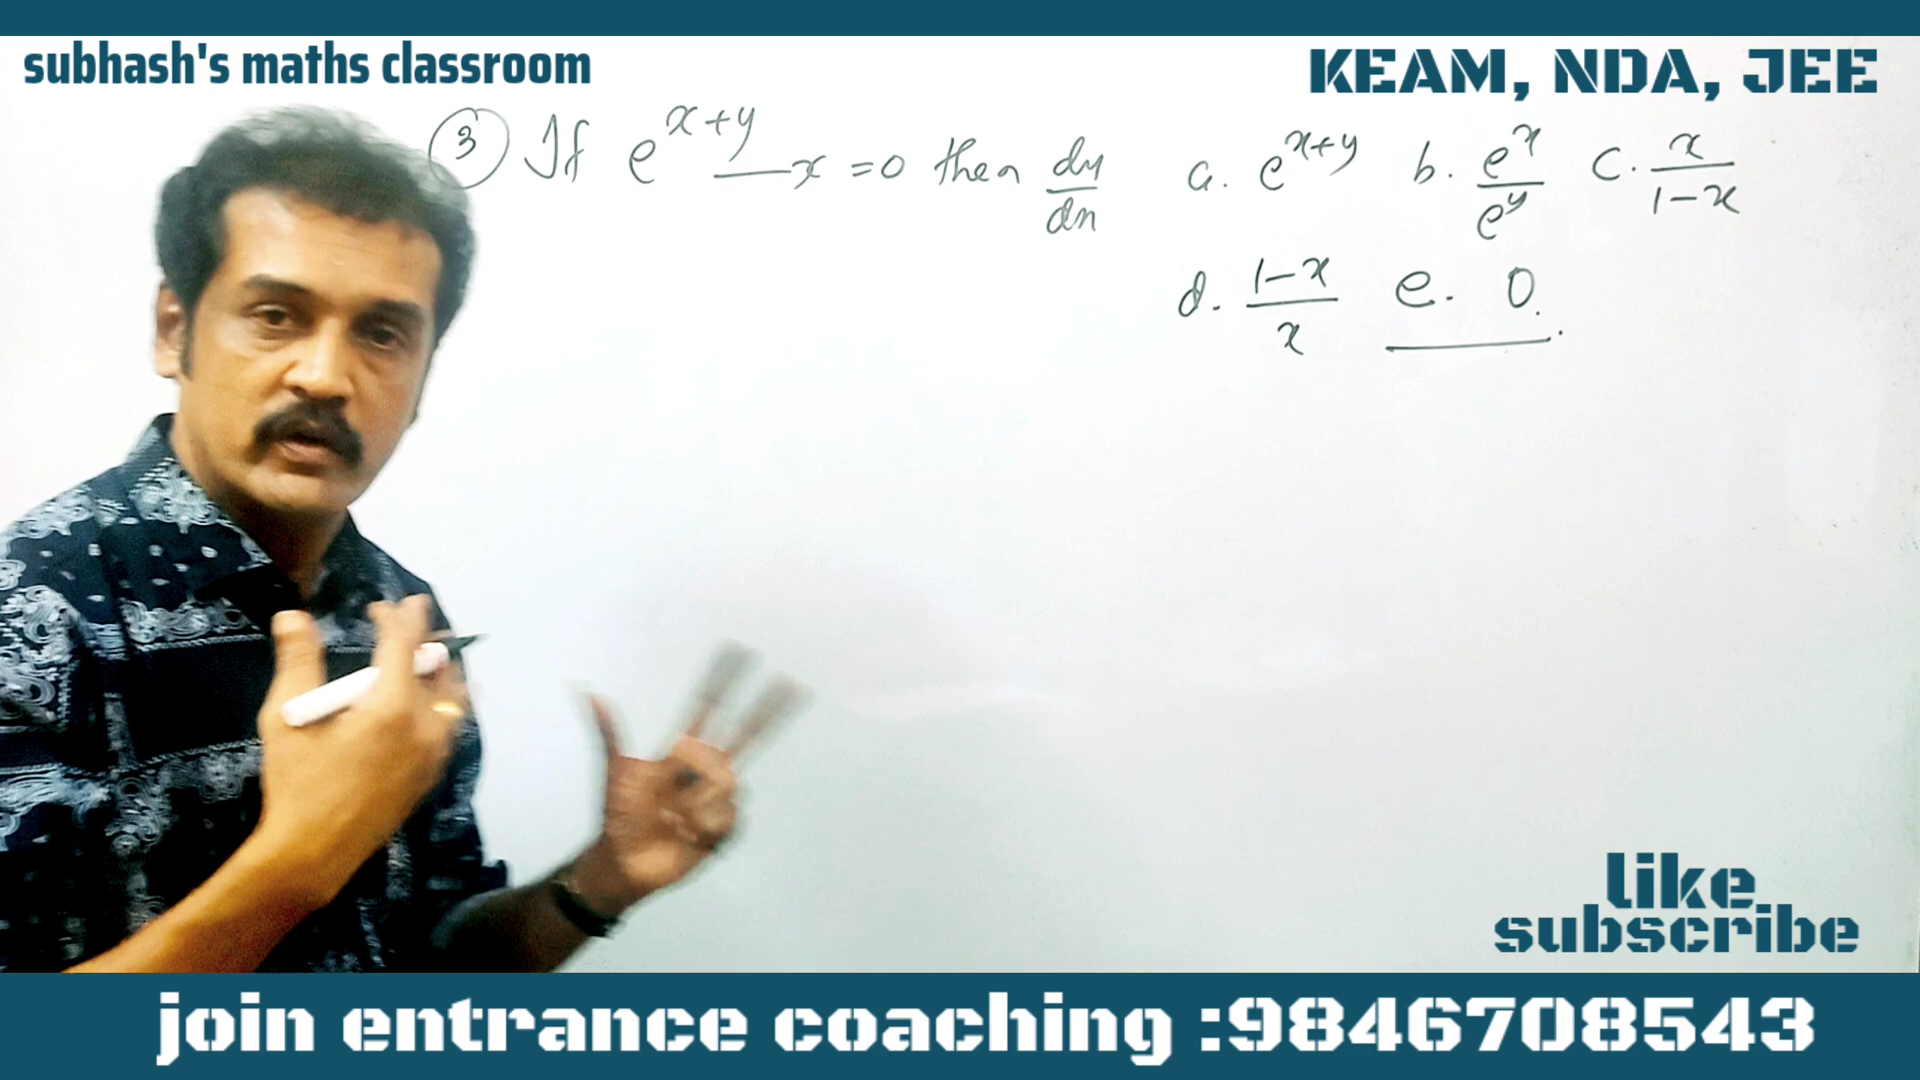 subhash's maths classroom
KEAM, NDA, JEE
③ If e^{x+y} — x = 0 then dy/dx
a. e^{x+y} b. e^x/e^y c. x/1-x
d. 1-x/x e. 0
like
subscribe
join entrance coaching :9846708543